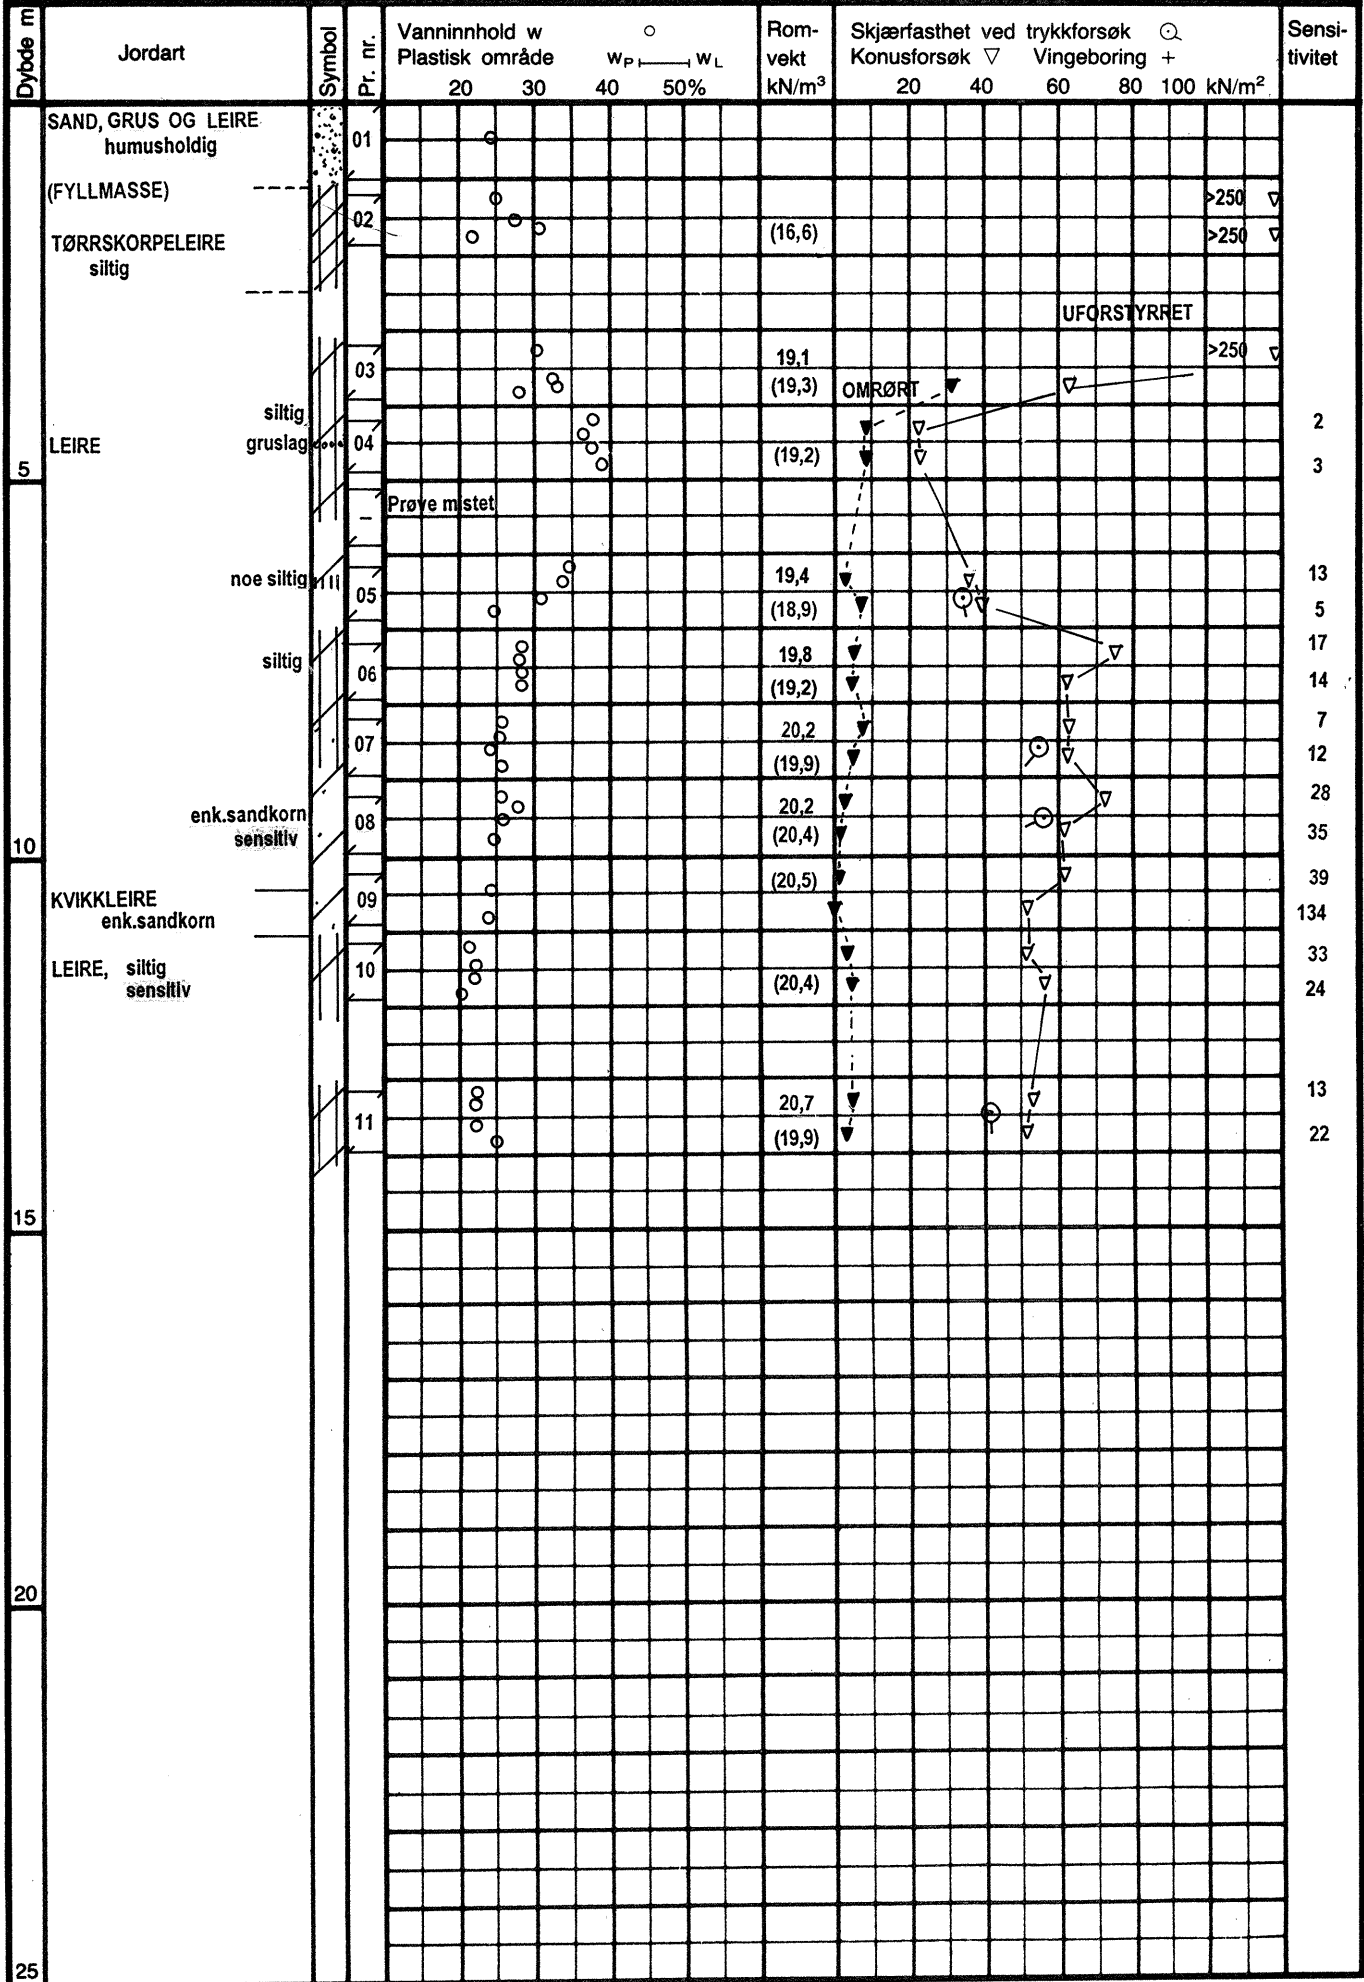 Dybde m
Jordart
Symbol
Pr. nr.
Vanninnhold w
Plastisk område wP wL
20 30 40 50%
Rom-
vekt
kN/m³
Skjærfasthet ved trykkforsøk
Konusforsøk ▽ Vingeboring +
20 40 60 80 100 kN/m²
Sensi-
tivitet
SAND, GRUS OG LEIRE
humusholdig
01
(FYLLMASSE)
>250
02
(16,6)
>250
TØRRSKORPELEIRE
siltig
UFORSTYRRET
03
19,1
>250
(19,3)
OMRØRT
siltig
2
LEIRE
gruslag
04
(19,2)
3
5
Prøve mistet
–
noe siltig
05
19,4
13
(18,9)
5
siltig
06
19,8
17
(19,2)
14
07
20,2
7
(19,9)
12
enk.sandkorn
sensitiv
08
20,2
28
(20,4)
35
10
(20,5)
39
KVIKKLEIRE
enk.sandkorn
09
134
33
LEIRE, siltig
sensitiv
10
(20,4)
24
11
20,7
13
(19,9)
22
15
20
25